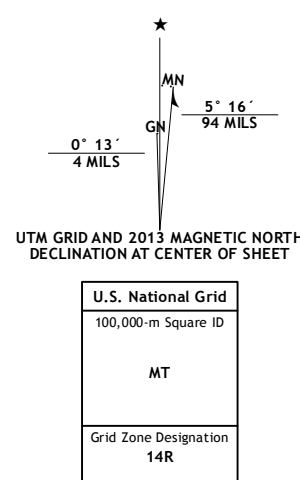 ★
MN
GN
5° 16´
94 MILS
0° 13´
4 MILS
UTM GRID AND 2013 MAGNETIC NORTH
DECLINATION AT CENTER OF SHEET
U.S. National Grid
100,000-m Square ID
MT
Grid Zone Designation
14R